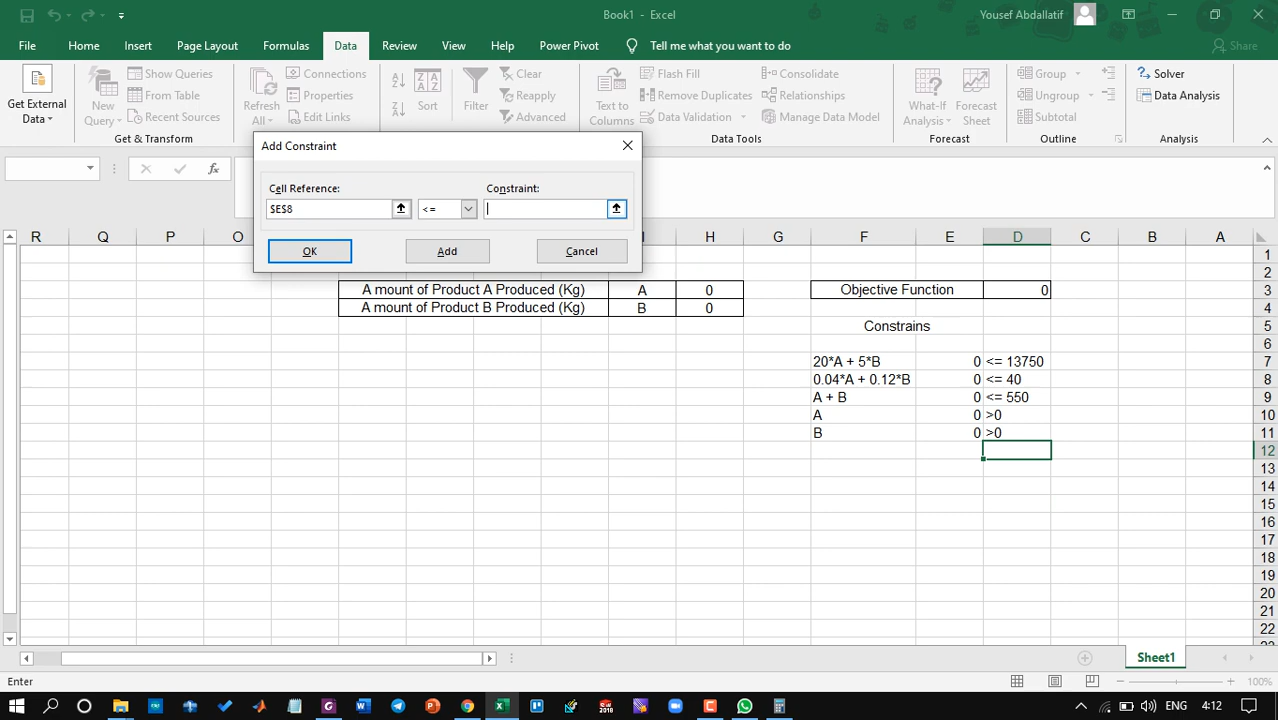 Book1 - Excel
Yousef Abdallatif
File Home Insert Page Layout Formulas Data Review View Help Power Pivot Tell me what you want to do Share
Get External Data
New Query
Show Queries
From Table
Recent Sources
Get & Transform
Refresh All
Connections
Properties
Edit Links
Sort
Filter
Clear
Reapply
Advanced
Text to Columns
Flash Fill
Remove Duplicates
Data Validation
Consolidate
Relationships
Manage Data Model
Data Tools
What-If Analysis
Forecast Sheet
Forecast
Group
Ungroup
Subtotal
Outline
Solver
Data Analysis
Analysis
Add Constraint
Cell Reference:
Constraint:
$E$8 <=
OK Add Cancel
R Q P O H G F E D C B A
1
2
A mount of Product A Produced (Kg) A 0 Objective Function 0 3
A mount of Product B Produced (Kg) B 0 4
Constrains 5
6
20*A + 5*B 0 <= 13750 7
0.04*A + 0.12*B 0 <= 40 8
A + B 0 <= 550 9
A 0 >0 10
B 0 >0 11
12
13
14
15
16
17
18
19
20
21
22
Sheet1
Enter
100%
ENG 4:12